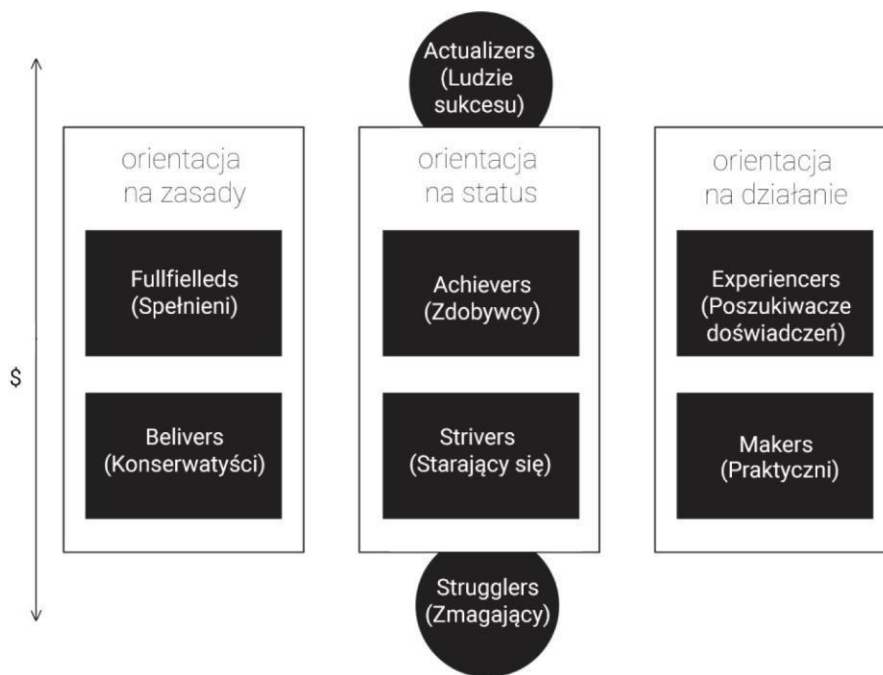 Actualizers
(Ludzie
sukcesu)
orientacja
na zasady
orientacja
na status
orientacja
na działanie
Fullfielleds
(Spełnieni)
Achievers
(Zdobywcy)
Experiencers
(Poszukiwacze
doświadczeń)
$
Belivers
(Konserwatyści)
Strivers
(Starający się)
Makers
(Praktyczni)
Strugglers
(Zmagający)